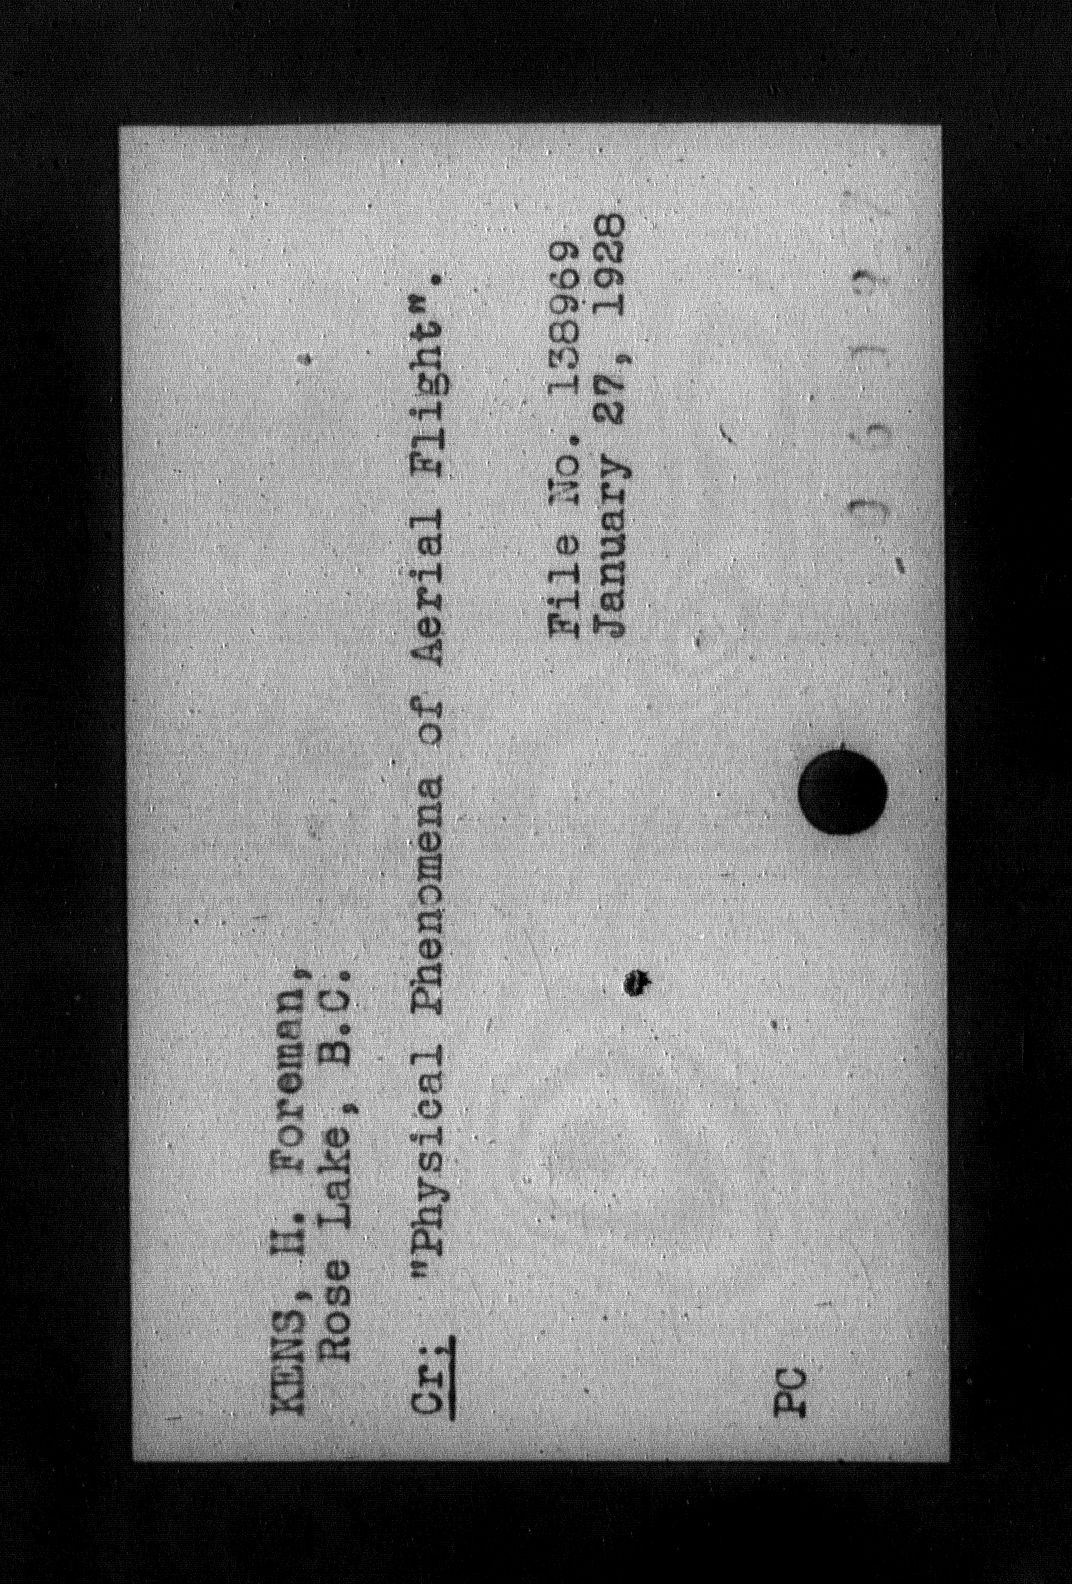 KENS, H. Foreman,
Rose Lake, B.C.
Cr; "Physical Phenomena of Aerial Flight".
File No. 138969
January 27, 1928
PC